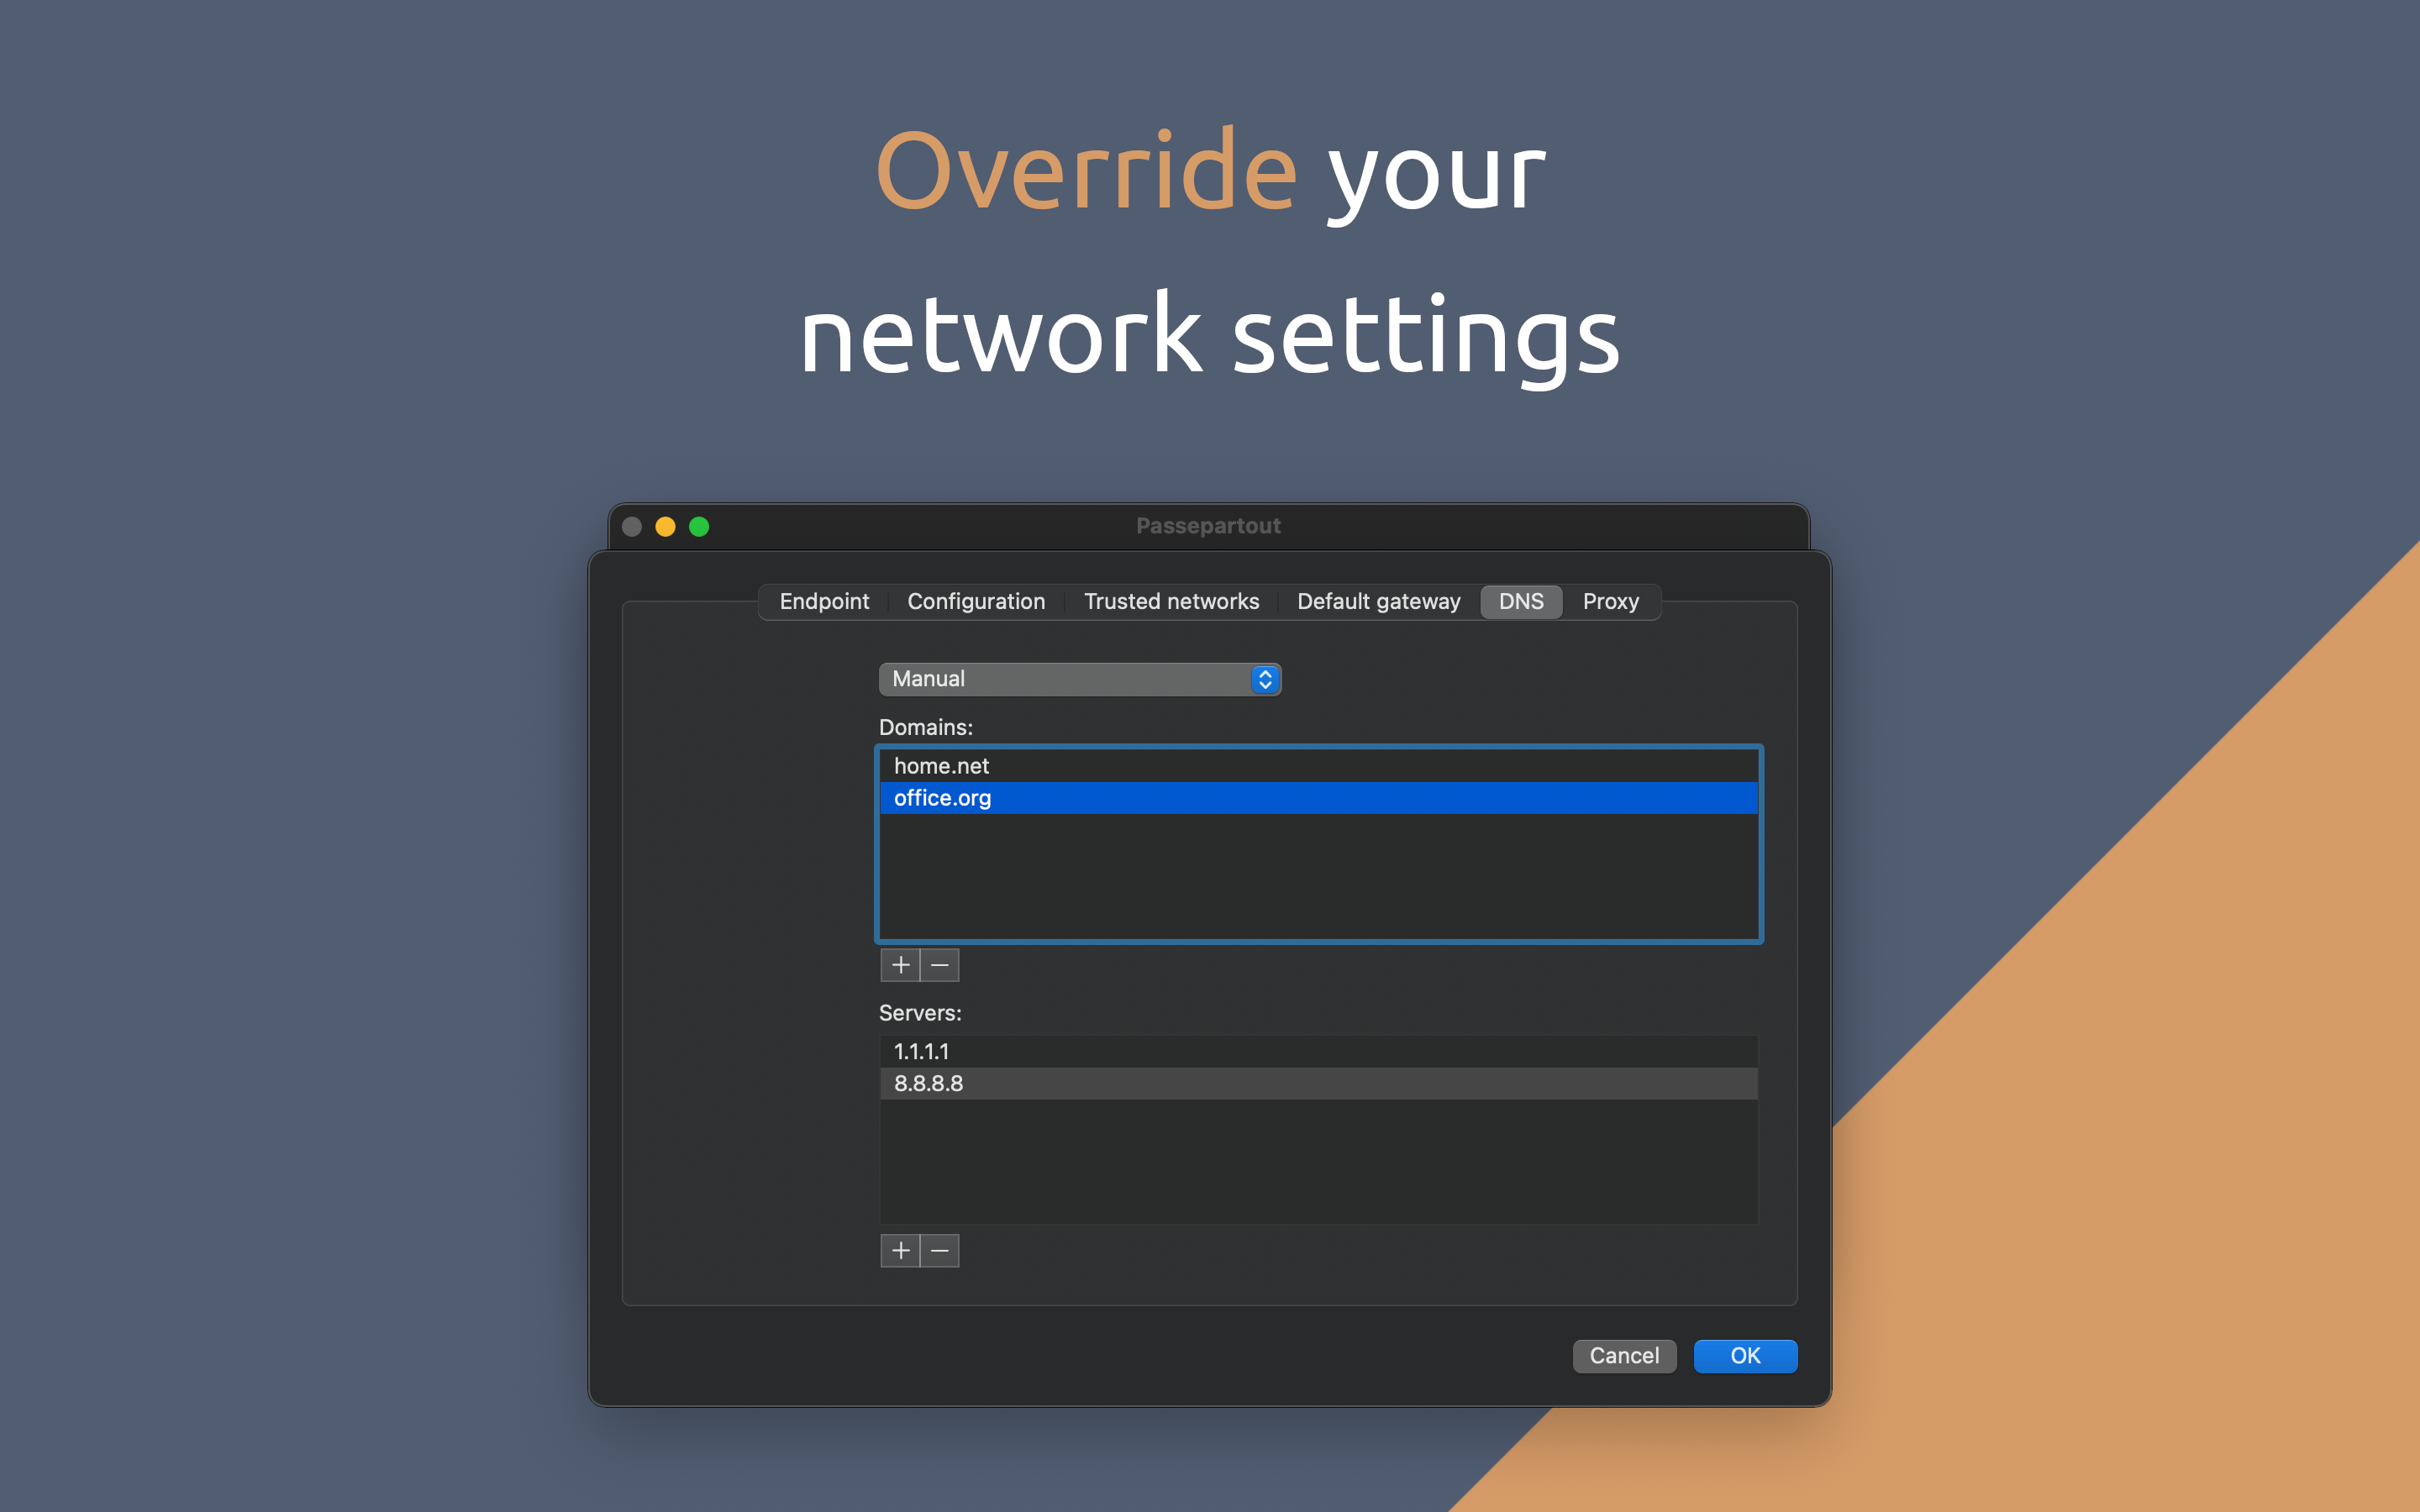 Override your
network settings
Passepartout
Endpoint Configuration Trusted networks Default gateway DNS Proxy
Manual
Domains:
home.net
office.org
Servers:
1.1.1.1
8.8.8.8
Cancel OK